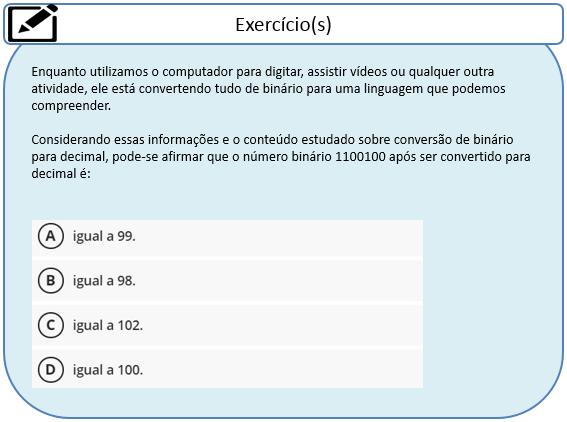 Exercício(s)
Enquanto utilizamos o computador para digitar, assistir vídeos ou qualquer outra
atividade, ele está convertendo tudo de binário para uma linguagem que podemos
compreender.
Considerando essas informações e o conteúdo estudado sobre conversão de binário
para decimal, pode-se afirmar que o número binário 1100100 após ser convertido para
decimal é:
A igual a 99.
B igual a 98.
C igual a 102.
D igual a 100.